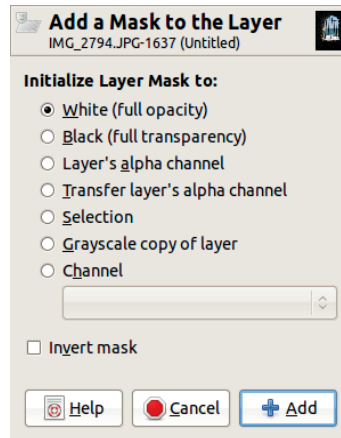 Add a Mask to the Layer
IMG_2794.JPG-1637 (Untitled)
Initialize Layer Mask to:
White (full opacity)
Black (full transparency)
Layer's alpha channel
Transfer layer's alpha channel
Selection
Grayscale copy of layer
Channel
Invert mask
Help Cancel Add